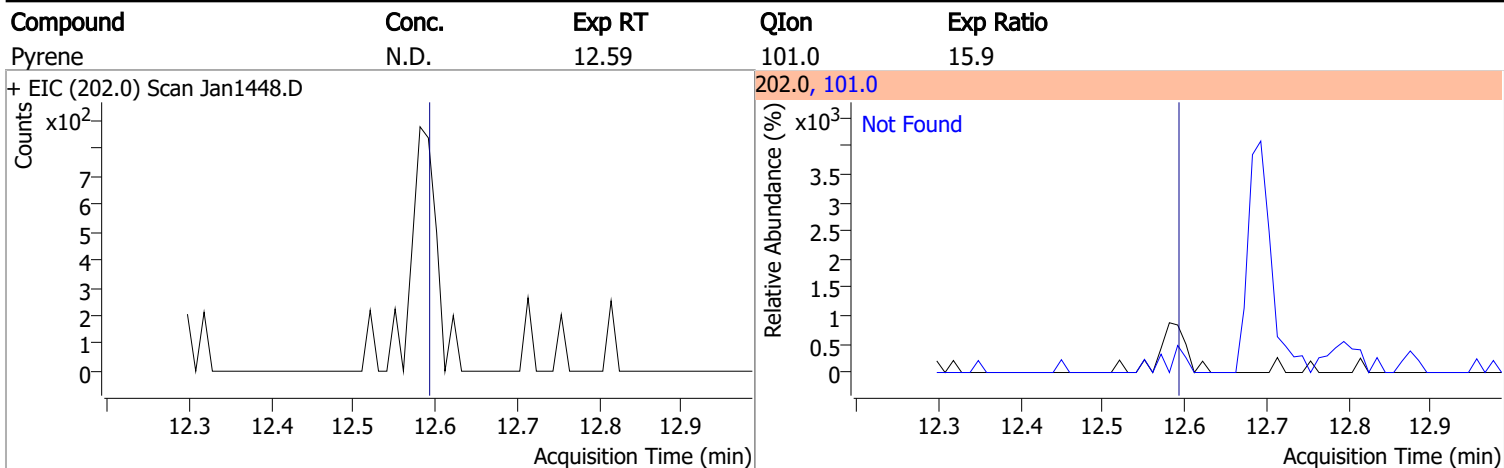 Compound Conc. Exp RT QIon Exp Ratio
Pyrene N.D. 12.59 101.0 15.9
+ EIC (202.0) Scan Jan1448.D
Counts
x10²
7
6
5
4
3
2
1
0
12.3 12.4 12.5 12.6 12.7 12.8 12.9
Acquisition Time (min)
202.0, 101.0
Relative Abundance (%)
x10³
Not Found
3.5
3
2.5
2
1.5
1
0.5
0
12.3 12.4 12.5 12.6 12.7 12.8 12.9
Acquisition Time (min)